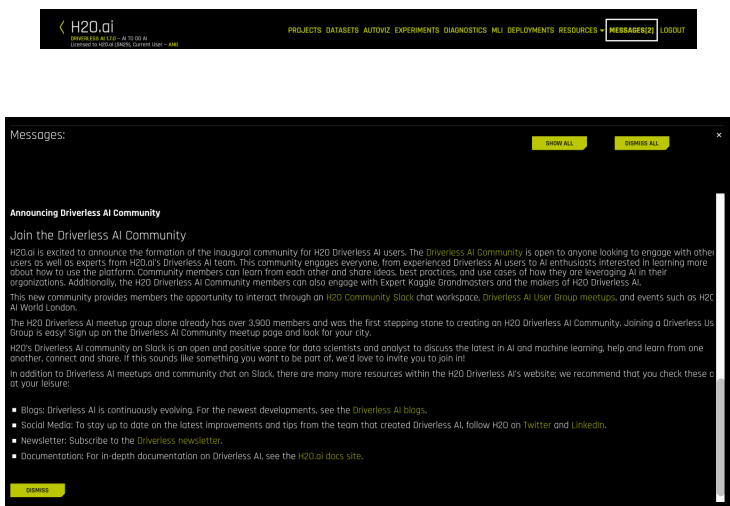 H2O.ai
DRIVERLESS AI 1.7.0 – AI TO DO AI
Licensed to H2O.ai (SN29), Current User – ANG
PROJECTS DATASETS AUTOVIZ EXPERIMENTS DIAGNOSTICS MLI DEPLOYMENTS RESOURCES MESSAGES[2] LOGOUT
Messages:
SHOW ALL
DISMISS ALL
×
Announcing Driverless AI Community
Join the Driverless AI Community
H2O.ai is excited to announce the formation of the inaugural community for H2O Driverless AI users. The Driverless AI Community is open to anyone looking to engage with other
users as well as experts from H2O.ai's Driverless AI team. This community engages everyone, from experienced Driverless AI users to AI enthusiasts interested in learning more
about how to use the platform. Community members can learn from each other and share ideas, best practices, and use cases of how they are leveraging AI in their
organizations. Additionally, the H2O Driverless AI Community members can also engage with Expert Kaggle Grandmasters and the makers of H2O Driverless AI.
This new community provides members the opportunity to interact through an H2O Community Slack chat workspace, Driverless AI User Group meetups, and events such as H2O
AI World London.
The H2O Driverless AI meetup group alone already has over 3,900 members and was the first stepping stone to creating an H2O Driverless AI Community. Joining a Driverless Us
Group is easy! Sign up on the Driverless AI Community meetup page and look for your city.
H2O's Driverless AI community on Slack is an open and positive space for data scientists and analyst to discuss the latest in AI and machine learning, help and learn from one
another, connect and share. If this sounds like something you want to be part of, we'd love to invite you to join in!
In addition to Driverless AI meetups and community chat on Slack, there are many more resources within the H2O Driverless AI's website; we recommend that you check these o
at your leisure:
▪ Blogs: Driverless AI is continuously evolving. For the newest developments, see the Driverless AI blogs.
▪ Social Media: To stay up to date on the latest improvements and tips from the team that created Driverless AI, follow H2O on Twitter and LinkedIn.
▪ Newsletter: Subscribe to the Driverless newsletter.
▪ Documentation: For in-depth documentation on Driverless AI, see the H2O.ai docs site.
DISMISS